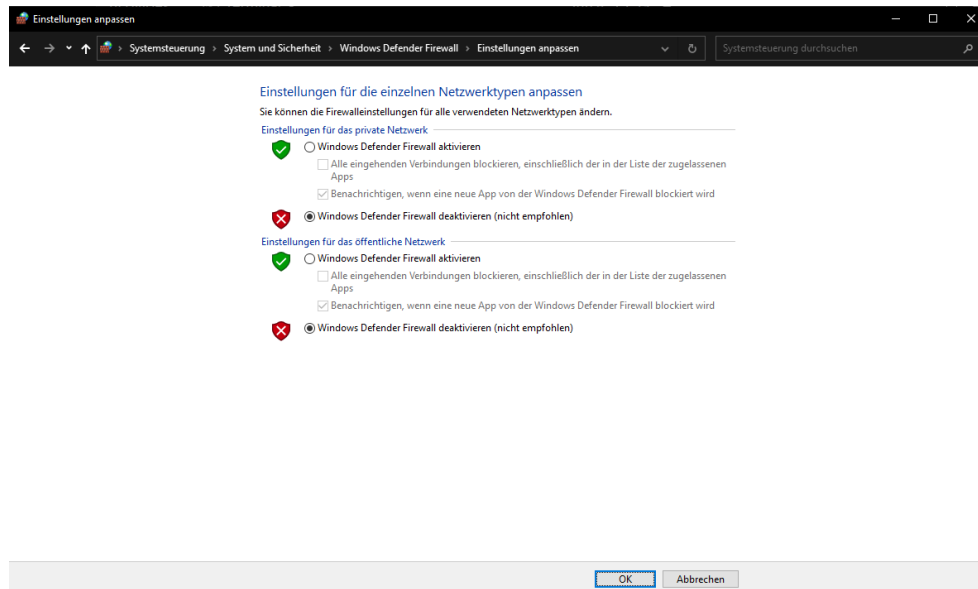 Einstellungen anpassen
Systemsteuerung › System und Sicherheit › Windows Defender Firewall › Einstellungen anpassen
Systemsteuerung durchsuchen
Einstellungen für die einzelnen Netzwerktypen anpassen
Sie können die Firewalleinstellungen für alle verwendeten Netzwerktypen ändern.
Einstellungen für das private Netzwerk
Windows Defender Firewall aktivieren
Alle eingehenden Verbindungen blockieren, einschließlich der in der Liste der zugelassenen
Apps
Benachrichtigen, wenn eine neue App von der Windows Defender Firewall blockiert wird
Windows Defender Firewall deaktivieren (nicht empfohlen)
Einstellungen für das öffentliche Netzwerk
Windows Defender Firewall aktivieren
Alle eingehenden Verbindungen blockieren, einschließlich der in der Liste der zugelassenen
Apps
Benachrichtigen, wenn eine neue App von der Windows Defender Firewall blockiert wird
Windows Defender Firewall deaktivieren (nicht empfohlen)
OK Abbrechen